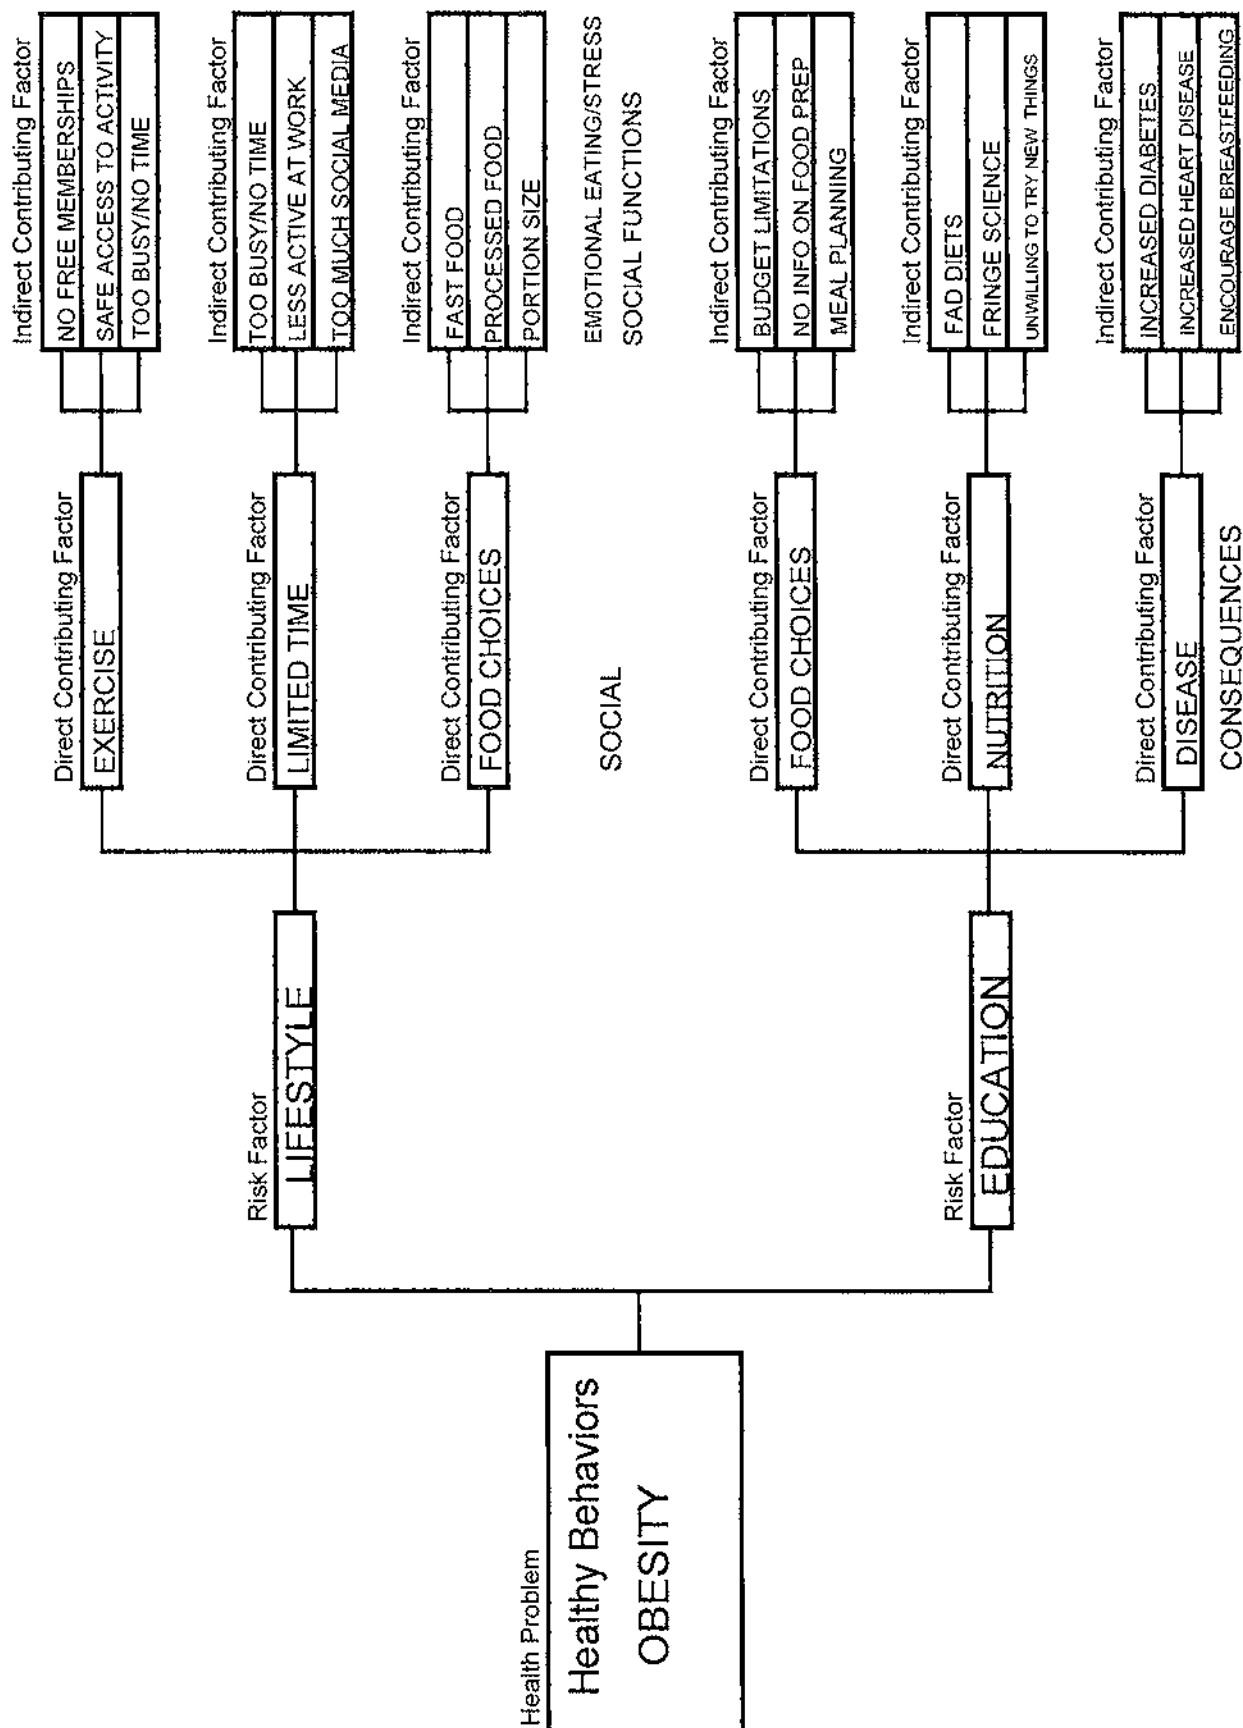 Health Problem
Healthy Behaviors
OBESITY
Risk Factor
LIFESTYLE
Direct Contributing Factor
EXERCISE
Indirect Contributing Factor
NO FREE MEMBERSHIPS
SAFE ACCESS TO ACTIVITY
TOO BUSY/NO TIME
Direct Contributing Factor
LIMITED TIME
Indirect Contributing Factor
TOO BUSY/NO TIME
LESS ACTIVE AT WORK
TOO MUCH SOCIAL MEDIA
Direct Contributing Factor
FOOD CHOICES
Indirect Contributing Factor
FAST FOOD
PROCESSED FOOD
PORTION SIZE
SOCIAL
EMOTIONAL EATING/STRESS
SOCIAL FUNCTIONS
Risk Factor
EDUCATION
Direct Contributing Factor
FOOD CHOICES
Indirect Contributing Factor
BUDGET LIMITATIONS
NO INFO ON FOOD PREP
MEAL PLANNING
Direct Contributing Factor
NUTRITION
Indirect Contributing Factor
FAD DIETS
FRINGE SCIENCE
UNWILLING TO TRY NEW THINGS
Direct Contributing Factor
DISEASE
CONSEQUENCES
Indirect Contributing Factor
INCREASED DIABETES
INCREASED HEART DISEASE
ENCOURAGE BREASTFEEDING